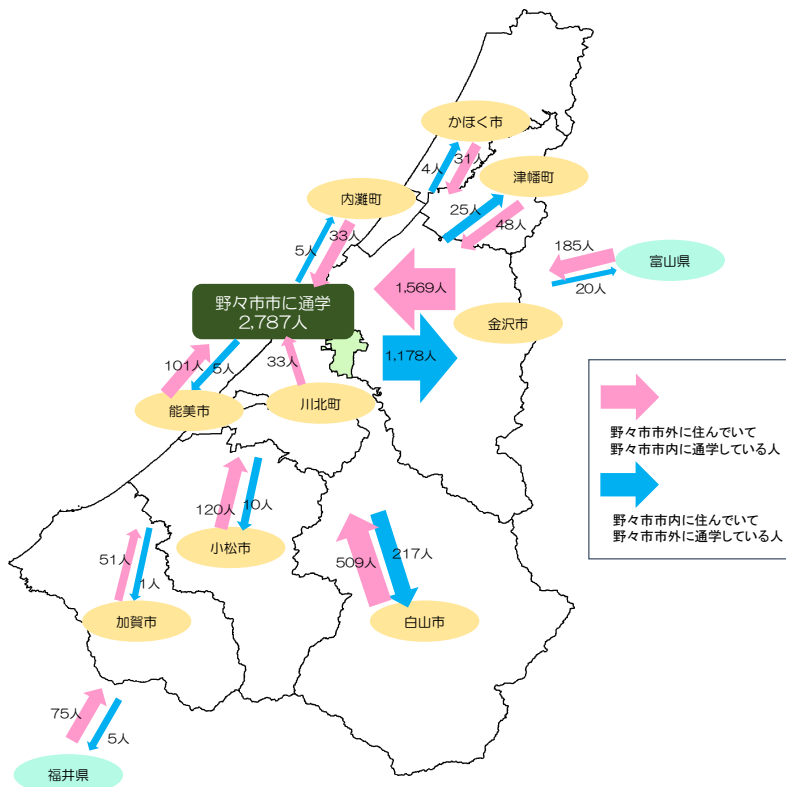 かほく市
4人
31人
津幡町
内灘町
25人
48人
5人
33人
185人
富山県
20人
野々市市に通学
2,787人
1,569人
金沢市
1,178人
101人
5人
33人
能美市
川北町
野々市市外に住んでいて
野々市市内に通学している人
野々市市内に住んでいて
野々市市外に通学している人
120人
10人
小松市
51人
1人
509人
217人
加賀市
白山市
75人
5人
福井県